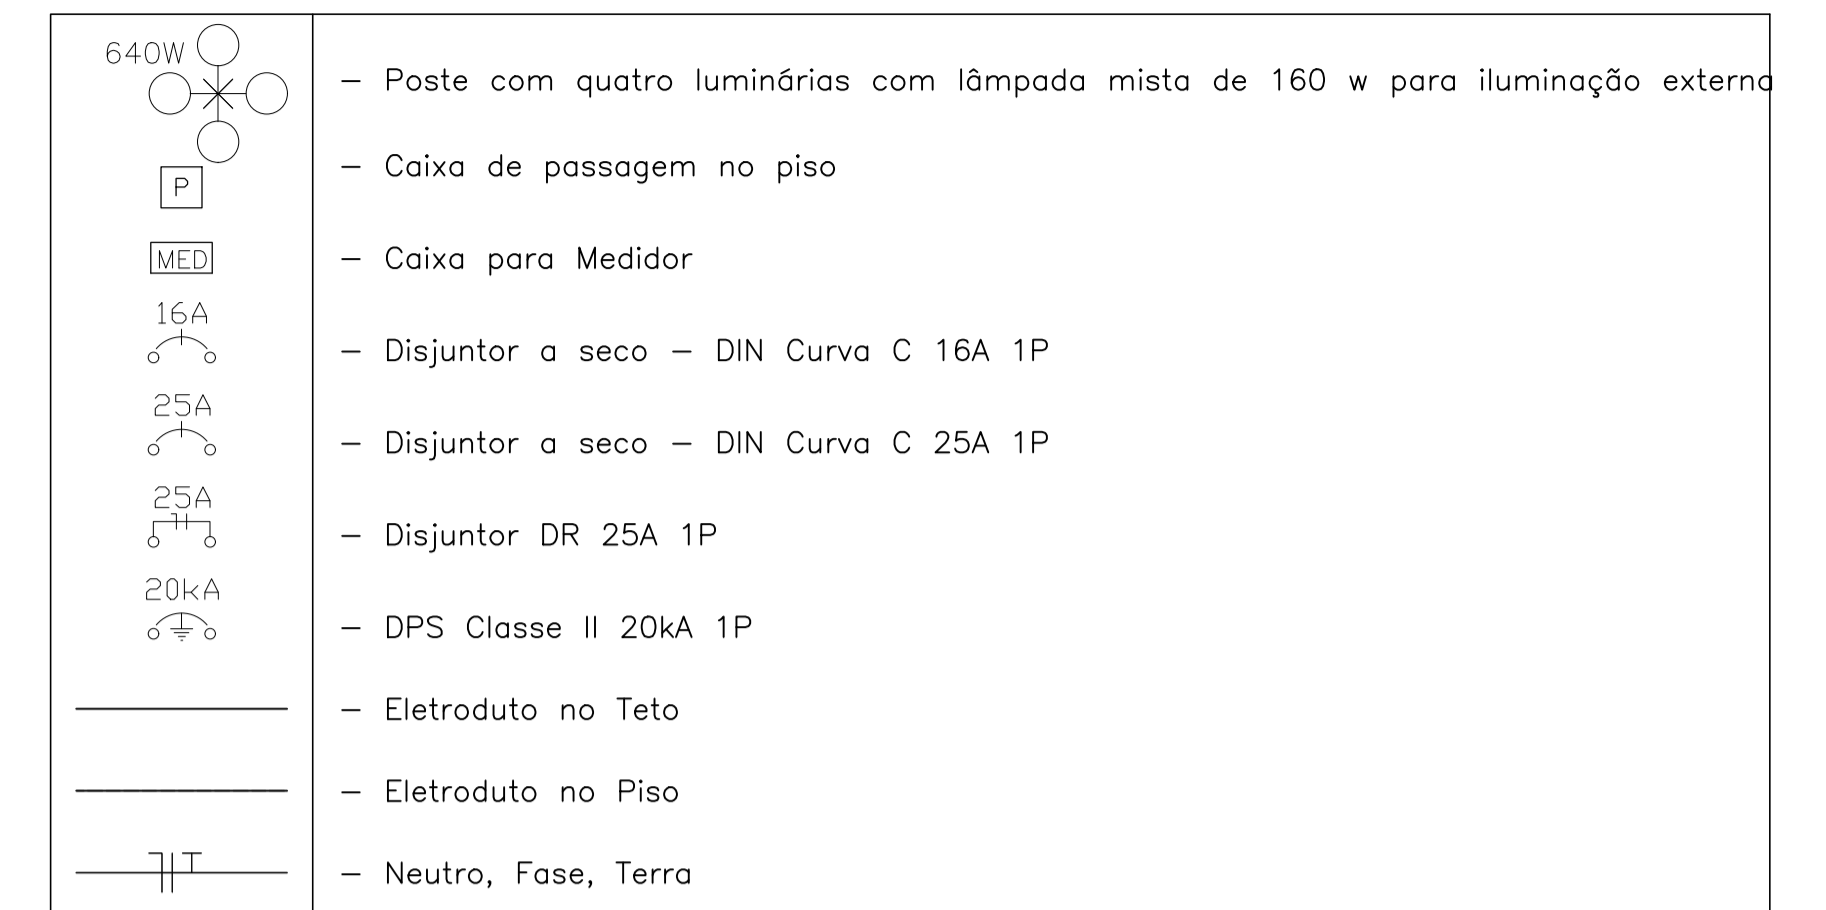 640W
– Poste com quatro luminárias com lâmpada mista de 160 w para iluminação externa
P
– Caixa de passagem no piso
MED
– Caixa para Medidor
16A
– Disjuntor a seco – DIN Curva C 16A 1P
25A
– Disjuntor a seco – DIN Curva C 25A 1P
25A
– Disjuntor DR 25A 1P
20kA
– DPS Classe II 20kA 1P
– Eletroduto no Teto
– Eletroduto no Piso
– Neutro, Fase, Terra